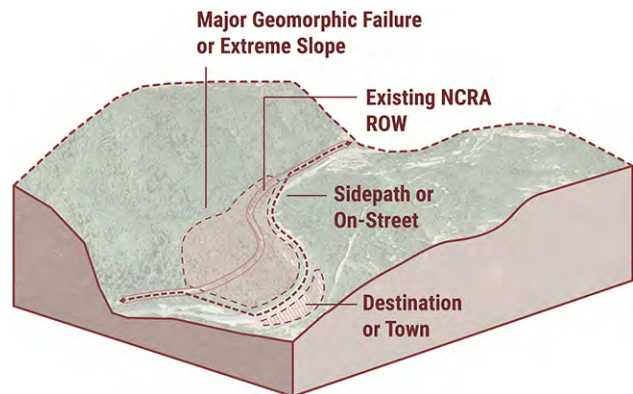 Major Geomorphic Failure
or Extreme Slope
Existing NCRA
ROW
Sidepath or
On-Street
Destination
or Town